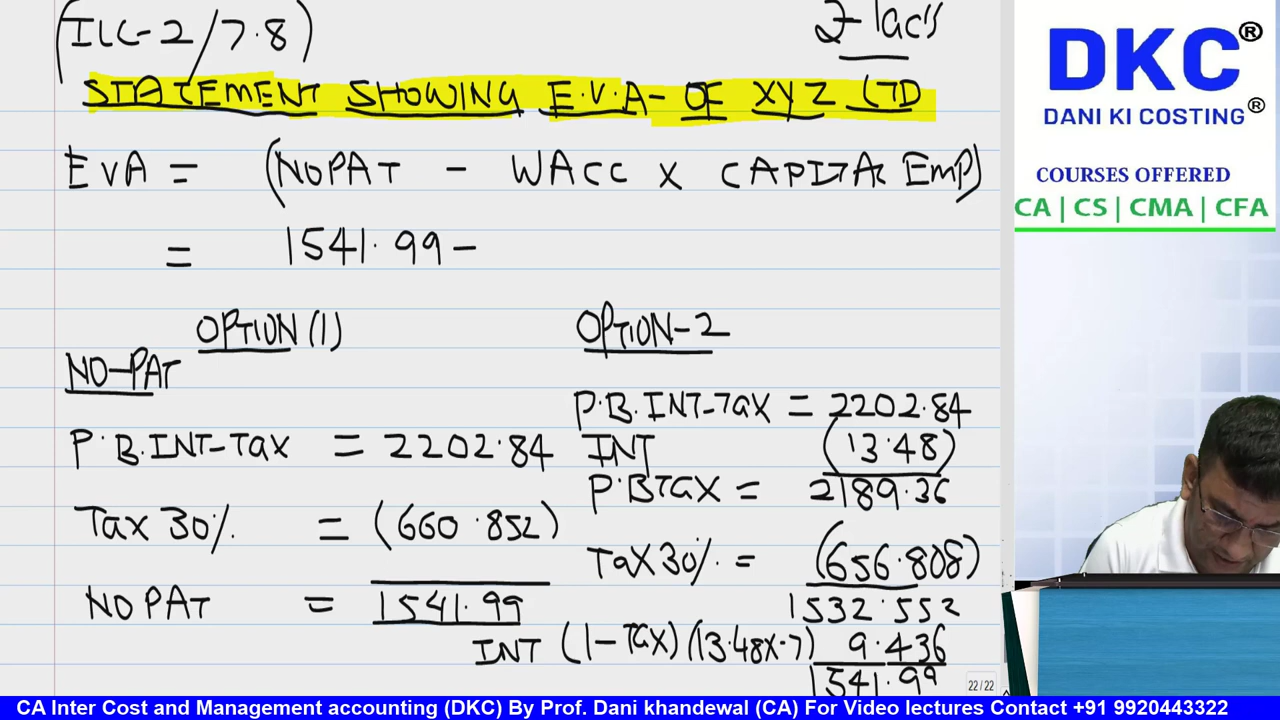 (ILC-2/7.8)
2 lacs
STATEMENT SHOWING E.V.A- OF XYZ LTD
EVA = (NOPAT - WACC x CAPITAL Emp)
= 1541.99 -
OPTION (1)
NO-PAT
P.B.INT-Tax = 2202.84
Tax 30% = (660.852)
NOPAT = 1541.99
OPTION-2
P.B.INT-Tax = 2202.84
INT (13.48)
P.BTax = 2189.36
Tax 30% = (656.808)
1532.552
INT (1-Tax) (13.48x.7) 9.436
1541.99
22 / 22
DKC®
DANI KI COSTING®
COURSES OFFERED
CA | CS | CMA | CFA
CA Inter Cost and Management accounting (DKC) By Prof. Dani khandewal (CA) For Video lectures Contact +91 9920443322